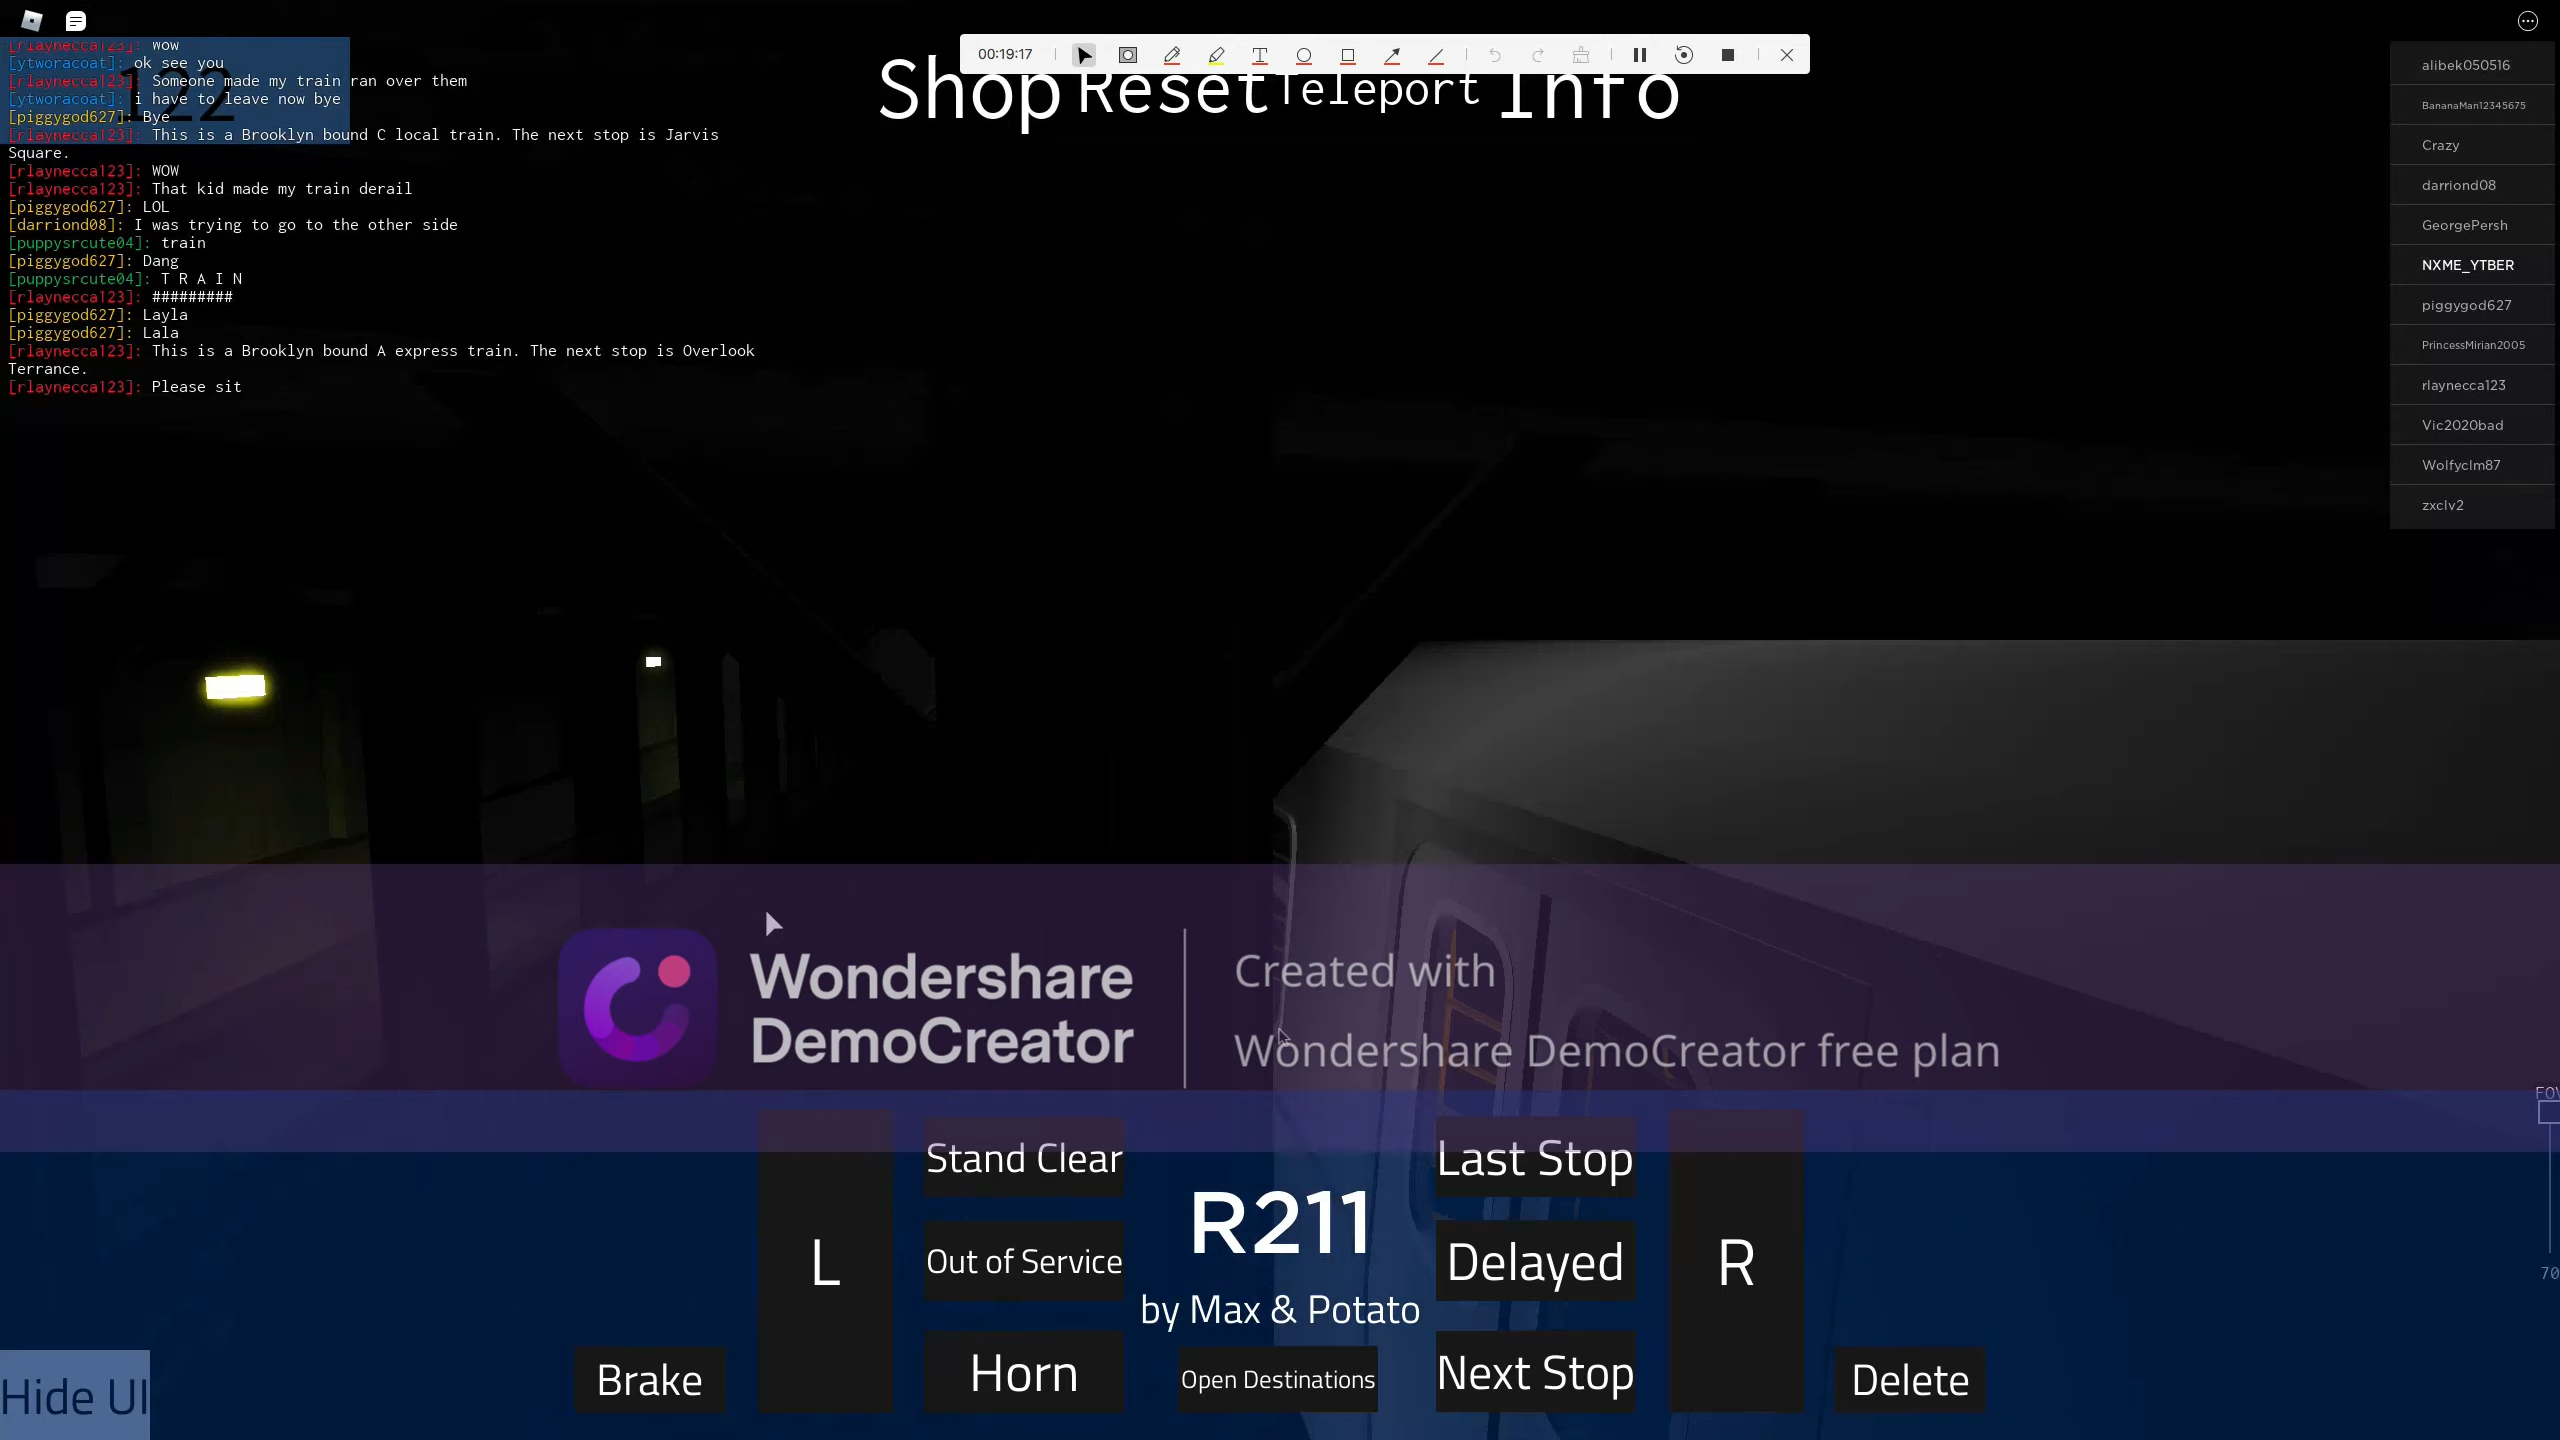 00:19:17
Shop Reset Teleport Info
122
[rlaynecca123]: Wow
[ytworacoat]: ok see you
[rlaynecca123]: Someone made my train ran over them
[ytworacoat]: i have to leave now bye
[piggygod627]: Bye
[rlaynecca123]: This is a Brooklyn bound C local train. The next stop is Jarvis
Square.
[rlaynecca123]: WOW
[rlaynecca123]: That kid made my train derail
[piggygod627]: LOL
[darriond08]: I was trying to go to the other side
[puppysrcute04]: train
[piggygod627]: Dang
[puppysrcute04]: T R A I N
[rlaynecca123]: #########
[piggygod627]: Layla
[piggygod627]: Lala
[rlaynecca123]: This is a Brooklyn bound A express train. The next stop is Overlook
Terrance.
[rlaynecca123]: Please sit
alibek050516
BananaMan12345675
Crazy
darriond08
GeorgePersh
NXME_YTBER
piggygod627
PrincessMirian2005
rlaynecca123
Vic2020bad
Wolfyclm87
zxclv2
Wondershare
DemoCreator
Created with
Wondershare DemoCreator free plan
Stand Clear
Last Stop
L
Out of Service
R211
Delayed
R
by Max & Potato
Brake
Horn
Open Destinations
Next Stop
Delete
Hide UI
70